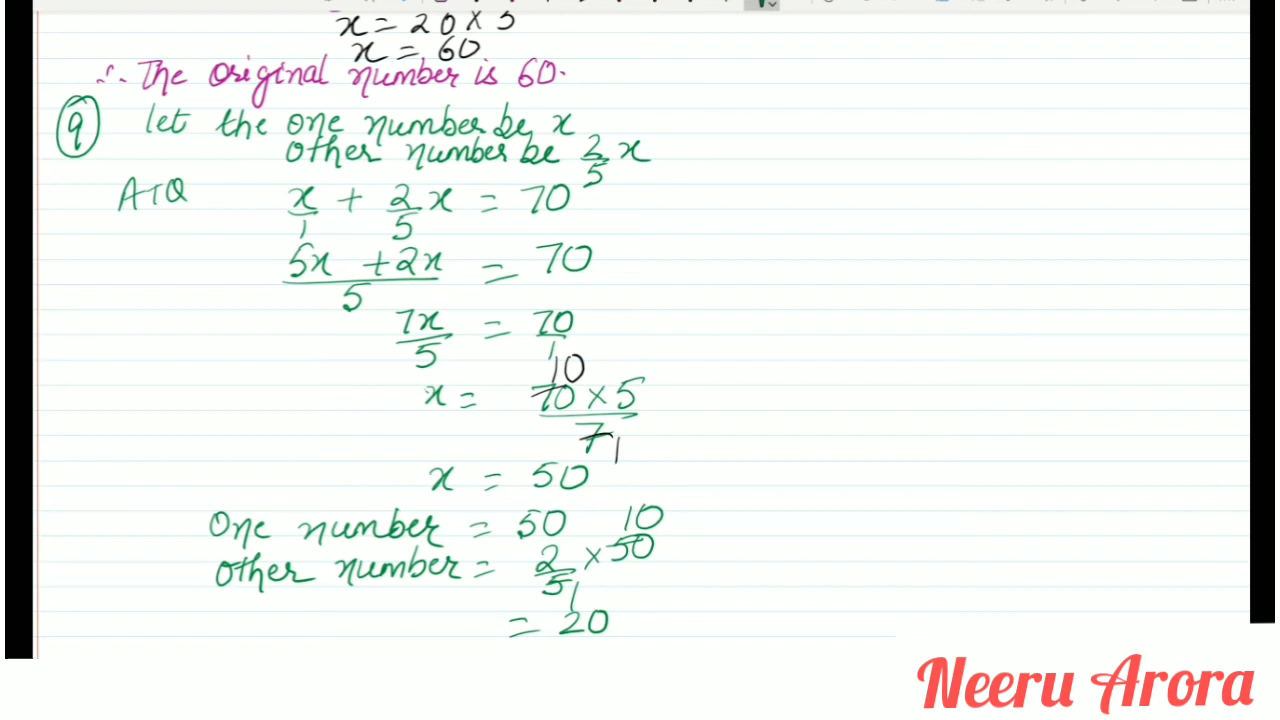 x = 20 × 3
x = 60
∴ The original number is 60.
9 let the one number be x
other number be 2/5 x
ATQ x/1 + 2/5 x = 70
5x + 2x / 5 = 70
7x/5 = 70/1
10
x = 70 × 5 / 7 1
x = 50
One number = 50 10
other number = 2/5 × 50
1
= 20
Neeru Arora